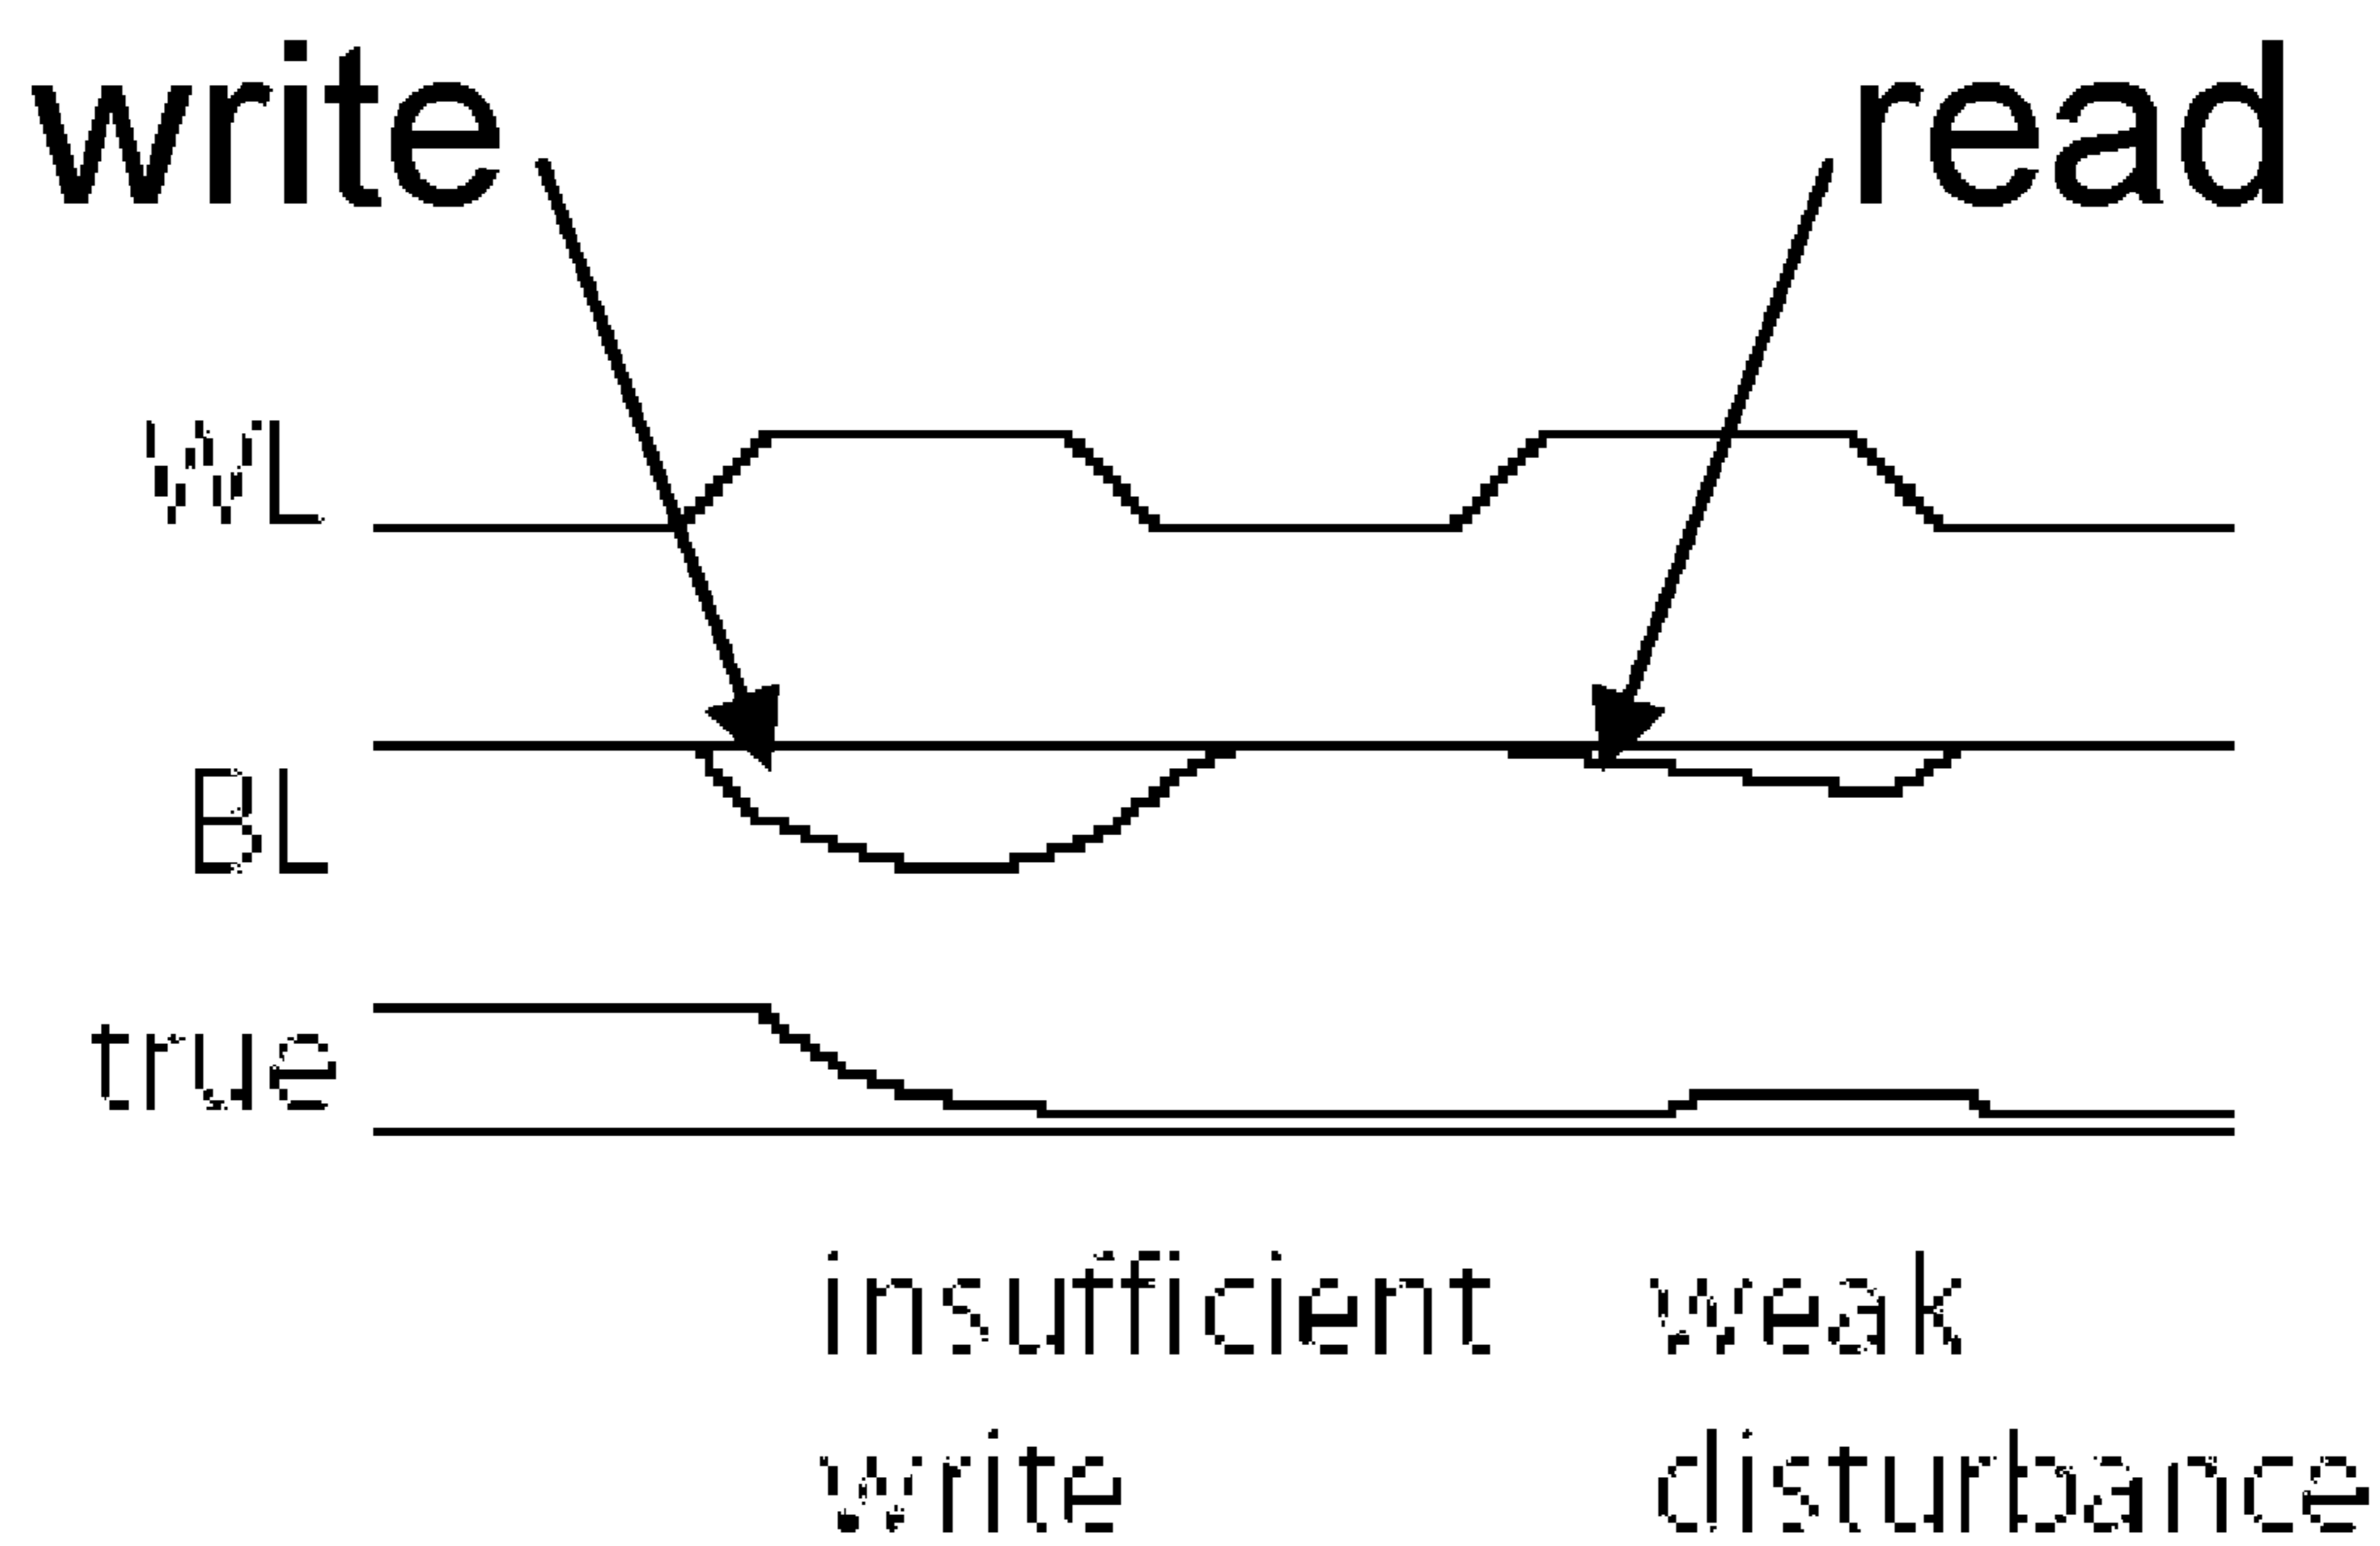 write read
WL
BL
true
insufficient weak
write disturbance